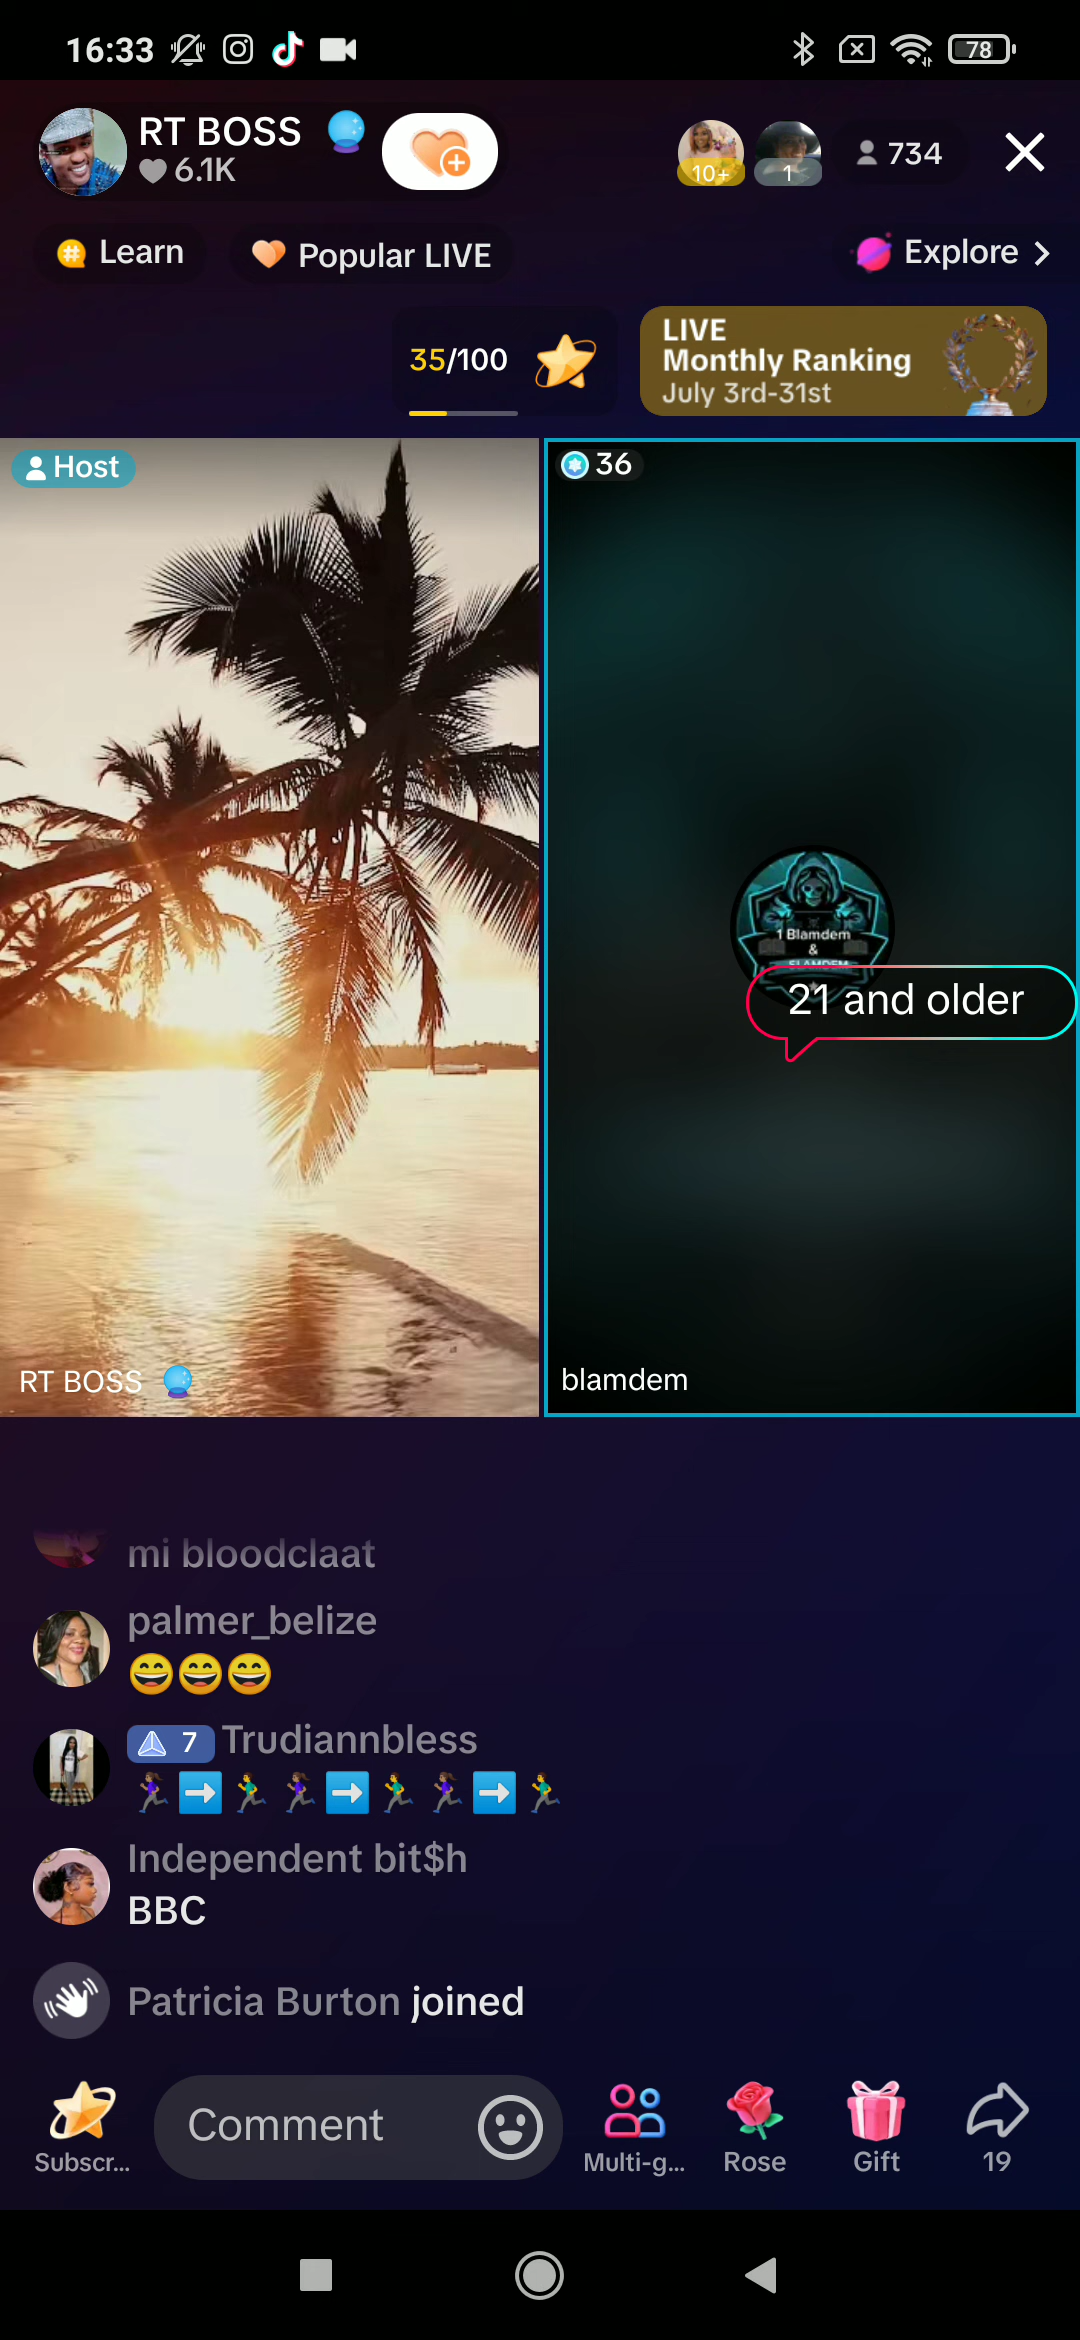 16:33
78
RT BOSS
6.1K
10+
1
734
Learn
Popular LIVE
Explore
35/100
LIVE
Monthly Ranking
July 3rd-31st
Host
36
1 Blamdem
&
21 and older
RT BOSS
blamdem
mi bloodclaat
palmer_belize
7 Trudiannbless
Independent bit$h
BBC
Patricia Burton joined
Subscr...
Comment
Multi-g...
Rose
Gift
19